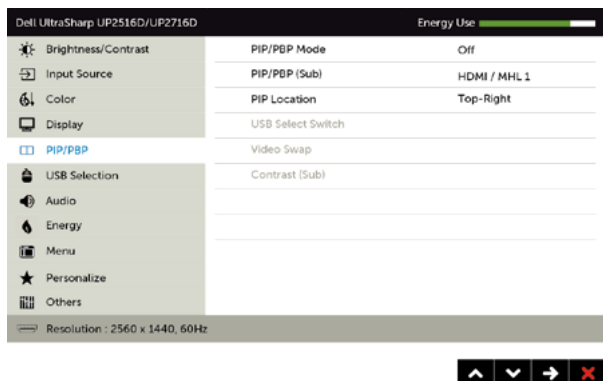 Dell UltraSharp UP2516D/UP2716D Energy Use
Brightness/Contrast PIP/PBP Mode Off
Input Source PIP/PBP (Sub) HDMI / MHL 1
Color PIP Location Top-Right
Display USB Select Switch
PIP/PBP Video Swap
USB Selection Contrast (Sub)
Audio
Energy
Menu
Personalize
Others
Resolution : 2560 x 1440, 60Hz